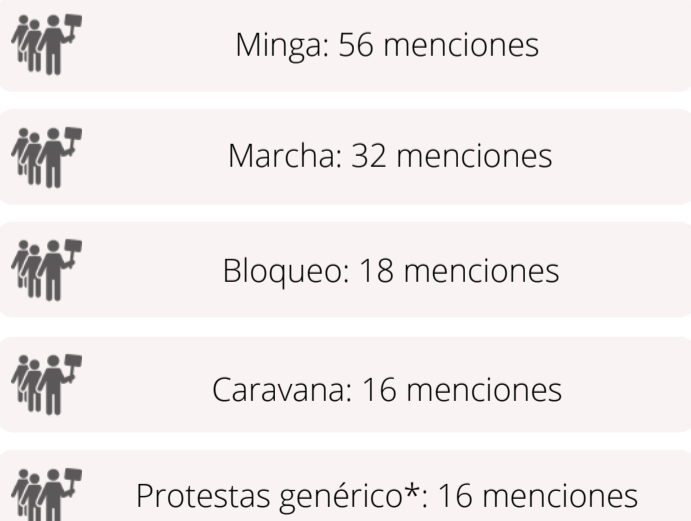 Minga: 56 menciones
Marcha: 32 menciones
Bloqueo: 18 menciones
Caravana: 16 menciones
Protestas genérico*: 16 menciones